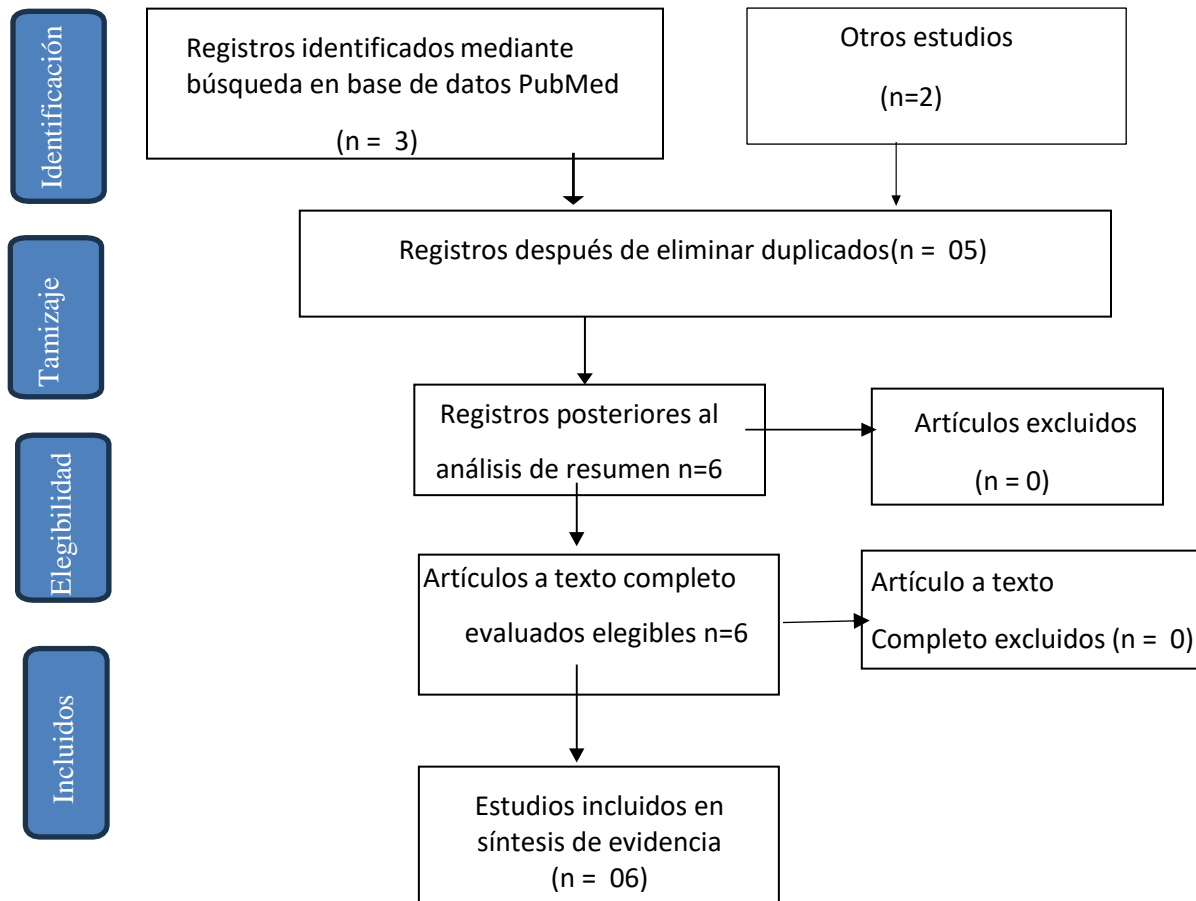 Identificación
Registros identificados mediante
búsqueda en base de datos PubMed
(n = 3)
Otros estudios
(n=2)
Tamizaje
Registros después de eliminar duplicados(n = 05)
Elegibilidad
Registros posteriores al
análisis de resumen n=6
Artículos excluidos
(n = 0)
Artículos a texto completo
evaluados elegibles n=6
Artículo a texto
Completo excluidos (n = 0)
Incluidos
Estudios incluidos en
síntesis de evidencia
(n = 06)